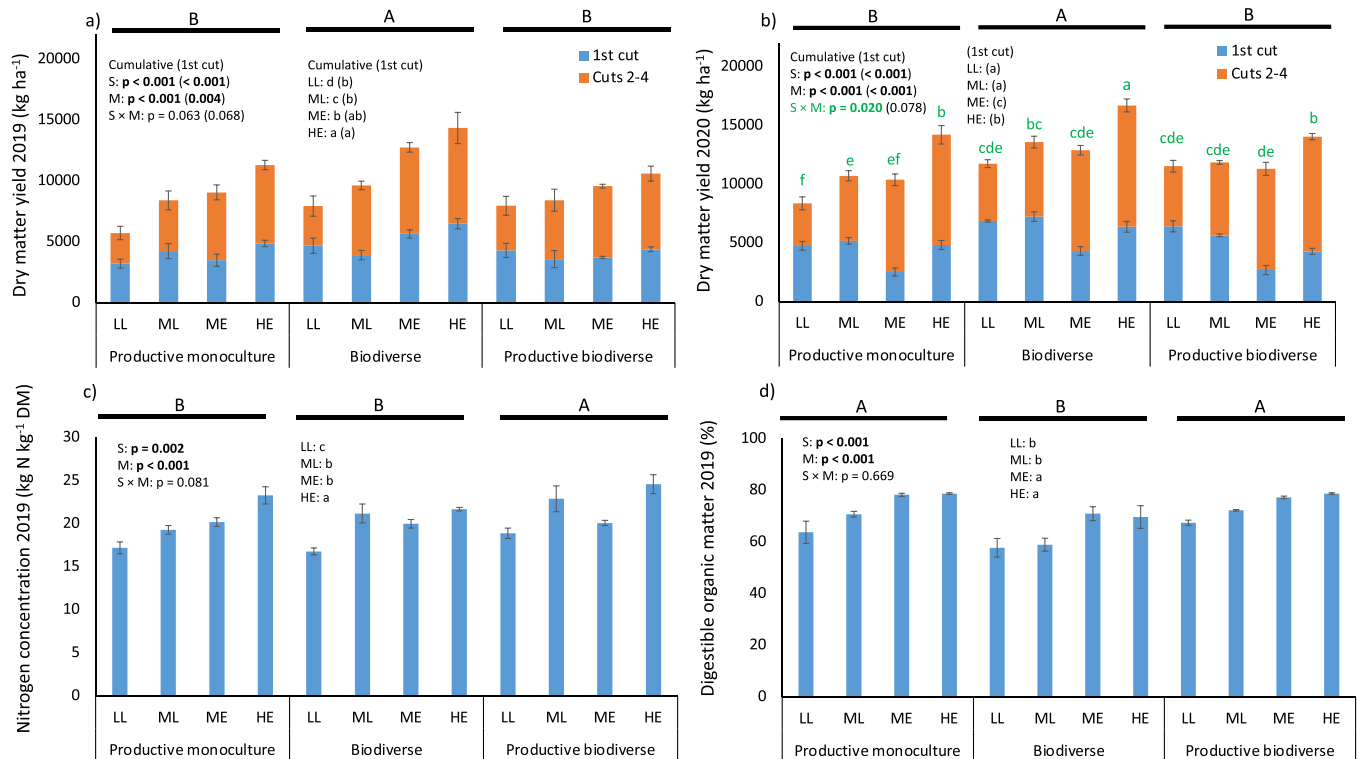 a)
B
A
B
Dry matter yield 2019 (kg ha⁻¹)
20000
15000
10000
5000
0
Cumulative (1st cut)
S: p < 0.001 (< 0.001)
M: p < 0.001 (0.004)
S × M: p = 0.063 (0.068)
Cumulative (1st cut)
LL: d (b)
ML: c (b)
ME: b (ab)
HE: a (a)
1st cut
Cuts 2-4
LL ML ME HE LL ML ME HE LL ML ME HE
Productive monoculture Biodiverse Productive biodiverse
b)
B
A
B
Dry matter yield 2020 (kg ha⁻¹)
20000
15000
10000
5000
0
Cumulative (1st cut)
S: p < 0.001 (< 0.001)
M: p < 0.001 (< 0.001)
S × M: p = 0.020 (0.078)
(1st cut)
LL: (a)
ML: (a)
ME: (c)
HE: (b)
1st cut
Cuts 2-4
f e ef b cde bc cde a cde cde de b
LL ML ME HE LL ML ME HE LL ML ME HE
Productive monoculture Biodiverse Productive biodiverse
c)
B
B
A
Nitrogen concentration 2019 (kg N kg⁻¹ DM)
30
25
20
15
10
5
0
S: p = 0.002
M: p < 0.001
S × M: p = 0.081
LL: c
ML: b
ME: b
HE: a
LL ML ME HE LL ML ME HE LL ML ME HE
Productive monoculture Biodiverse Productive biodiverse
d)
A
B
A
Digestible organic matter 2019 (%)
100
80
60
40
20
0
S: p < 0.001
M: p < 0.001
S × M: p = 0.669
LL: b
ML: b
ME: a
HE: a
LL ML ME HE LL ML ME HE LL ML ME HE
Productive monoculture Biodiverse Productive biodiverse